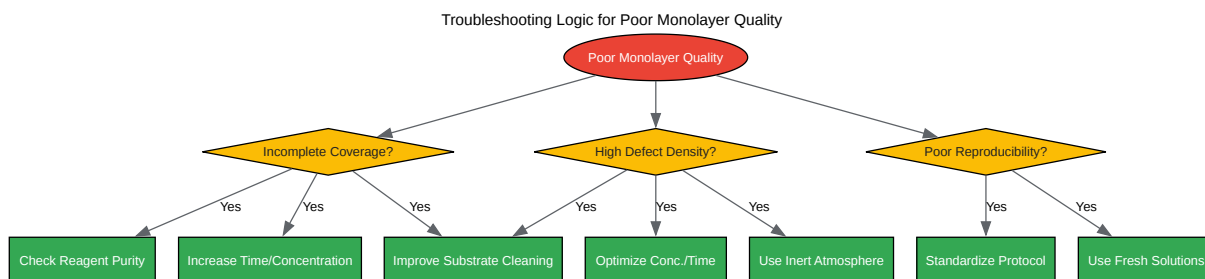 Troubleshooting Logic for Poor Monolayer Quality
Poor Monolayer Quality
Incomplete Coverage?
High Defect Density?
Poor Reproducibility?
Yes
Yes
Yes
Yes
Yes
Yes
Yes
Yes
Check Reagent Purity
Increase Time/Concentration
Improve Substrate Cleaning
Optimize Conc./Time
Use Inert Atmosphere
Standardize Protocol
Use Fresh Solutions